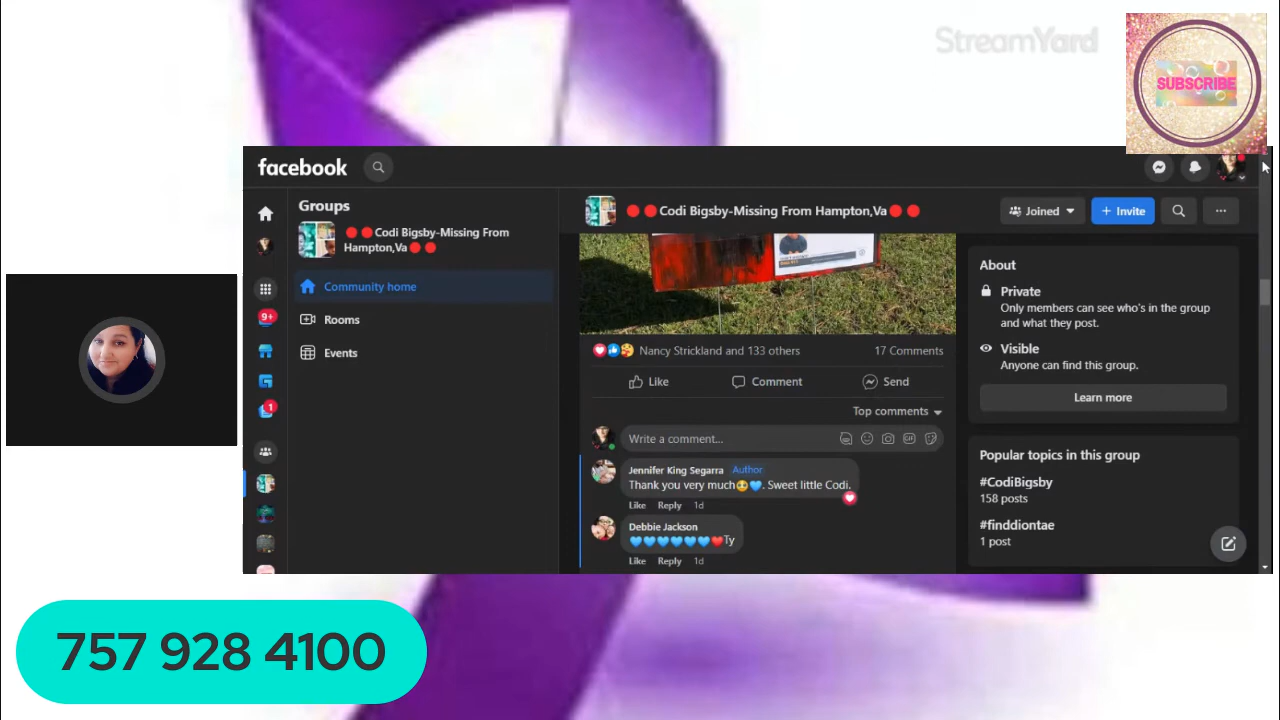 StreamYard
SUBSCRIBE
facebook
Groups
Codi Bigsby-Missing From
Hampton,Va
Community home
Rooms
Events
9+
1
Codi Bigsby-Missing From Hampton,Va
Joined
+ Invite
Nancy Strickland and 133 others
17 Comments
Like
Comment
Send
Top comments
Write a comment...
GIF
Jennifer King Segarra Author
Thank you very much🥹💙. Sweet little Codi.
Like Reply 1d
Debbie Jackson
💙💙💙💙💙💙❤️Ty
Like Reply 1d
About
Private
Only members can see who's in the group
and what they post.
Visible
Anyone can find this group.
Learn more
Popular topics in this group
#CodiBigsby
158 posts
#finddiontae
1 post
757 928 4100